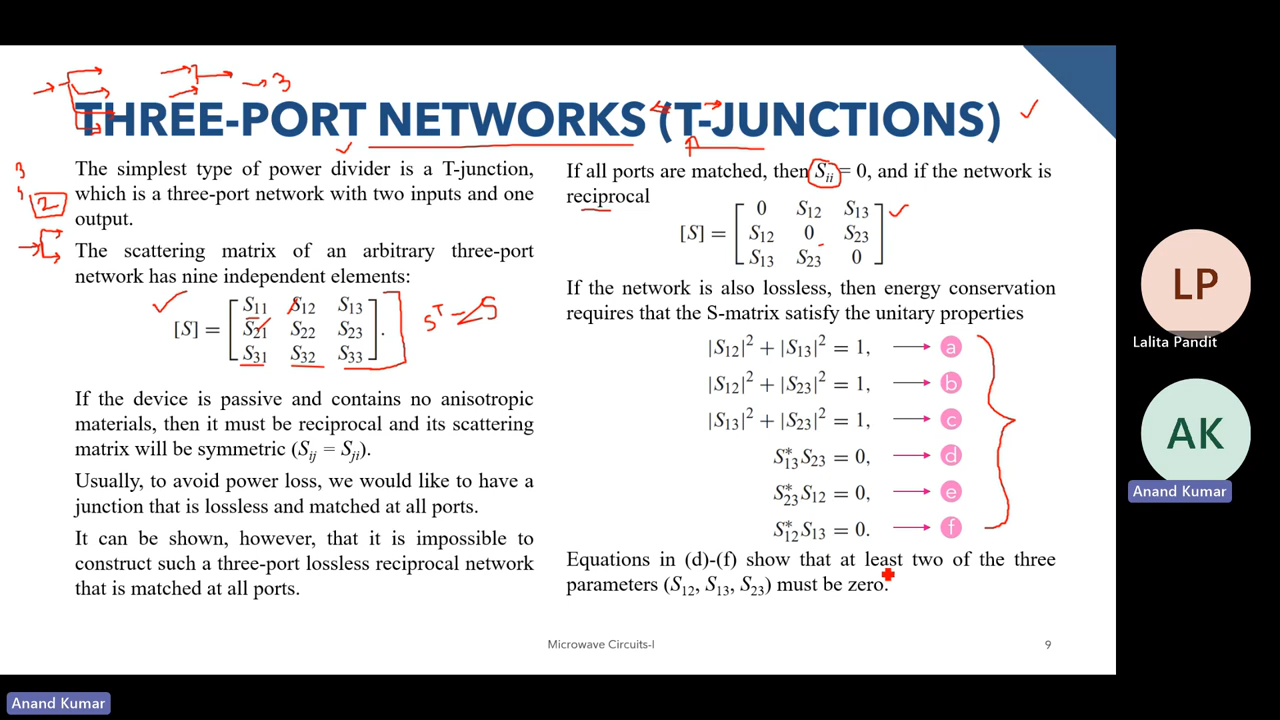 3
THREE-PORT NETWORKS (T-JUNCTIONS)
The simplest type of power divider is a T-junction,
which is a three-port network with two inputs and one
output.
The scattering matrix of an arbitrary three-port
network has nine independent elements:
[S] = [ S11 S12 S13
S21 S22 S23
S31 S32 S33 ].
If the device is passive and contains no anisotropic
materials, then it must be reciprocal and its scattering
matrix will be symmetric (Sij = Sji).
Usually, to avoid power loss, we would like to have a
junction that is lossless and matched at all ports.
It can be shown, however, that it is impossible to
construct such a three-port lossless reciprocal network
that is matched at all ports.
3
2
If all ports are matched, then Sii = 0, and if the network is
reciprocal
[S] = [ 0 S12 S13
S12 0 S23
S13 S23 0 ]
If the network is also lossless, then energy conservation
requires that the S-matrix satisfy the unitary properties
|S12|² + |S13|² = 1, a
|S12|² + |S23|² = 1, b
|S13|² + |S23|² = 1, c
S13* S23 = 0, d
S23* S12 = 0, e
S12* S13 = 0. f
Equations in (d)-(f) show that at least two of the three
parameters (S12, S13, S23) must be zero.
Microwave Circuits-I
9
LP
Lalita Pandit
AK
Anand Kumar
Anand Kumar